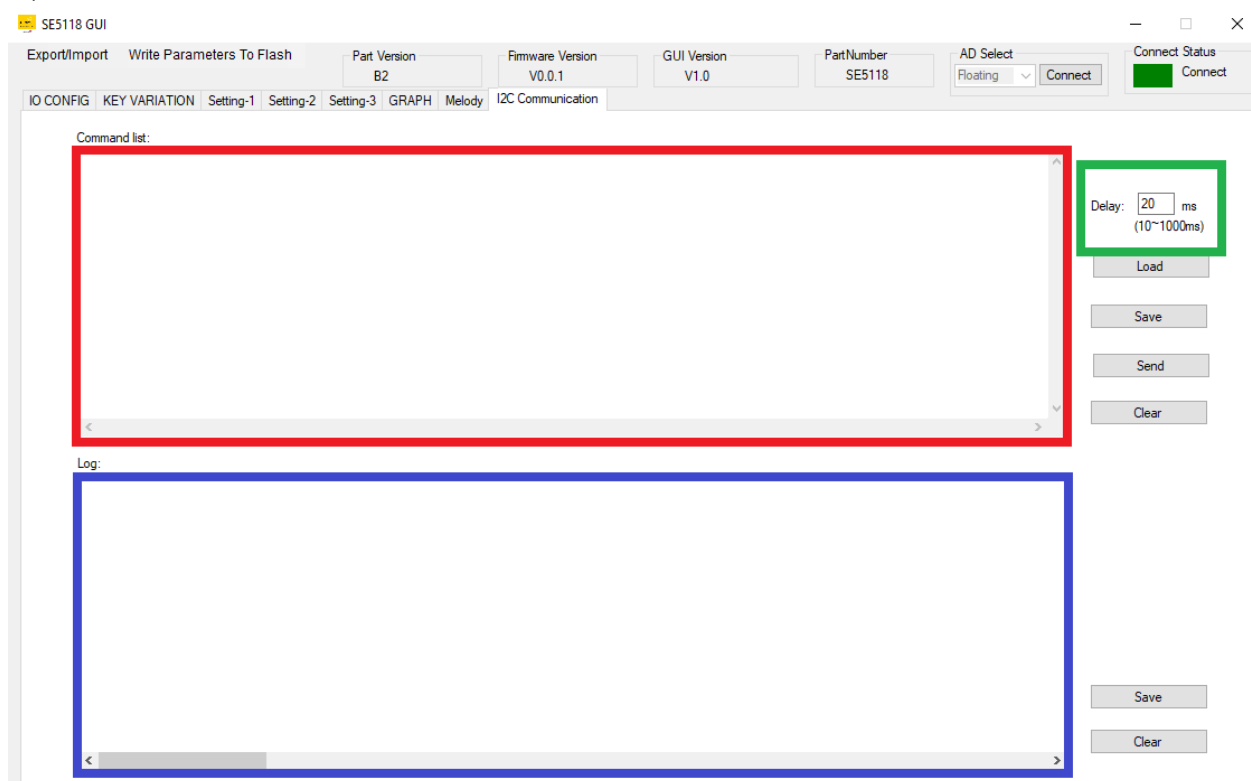 SE5118 GUI
Export/Import Write Parameters To Flash
Part Version
B2
Firmware Version
V0.0.1
GUI Version
V1.0
PartNumber
SE5118
AD Select
Floating Connect
Connect Status
Connect
IO CONFIG KEY VARIATION Setting-1 Setting-2 Setting-3 GRAPH Melody I2C Communication
Command list:
Delay: 20 ms
(10~1000ms)
Load
Save
Send
Clear
Log:
Save
Clear